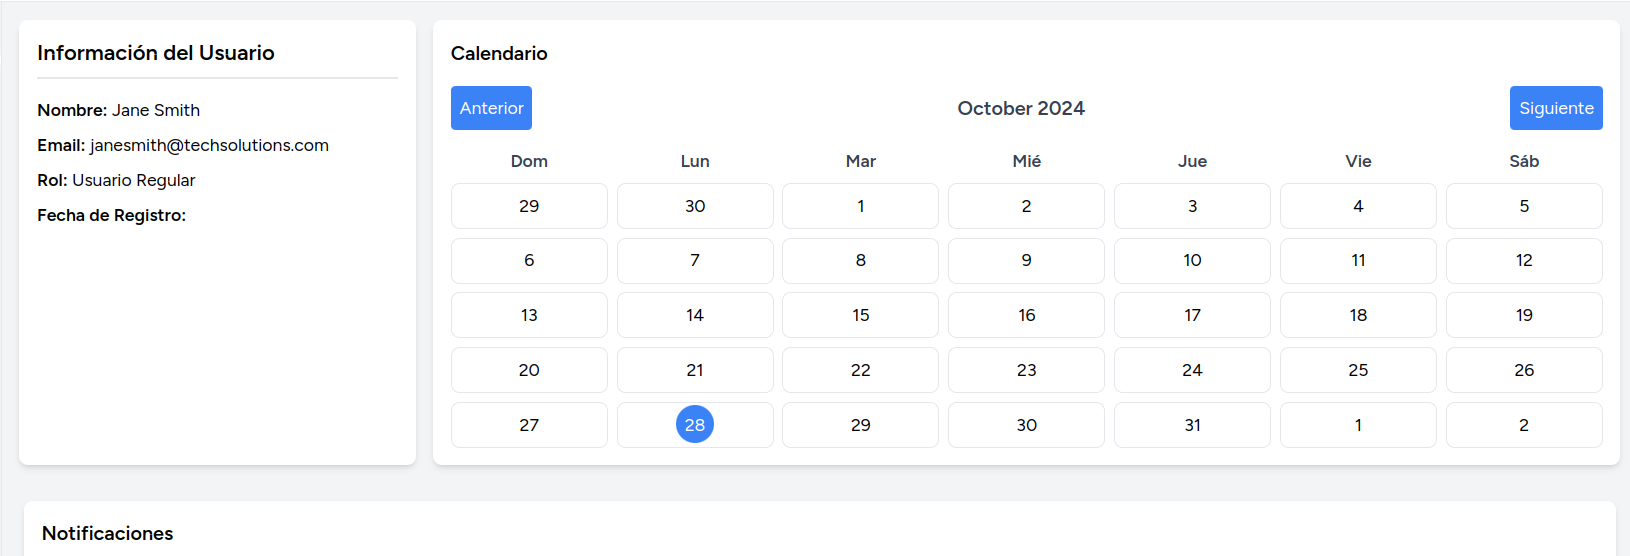 Información del Usuario
Nombre: Jane Smith
Email: janesmith@techsolutions.com
Rol: Usuario Regular
Fecha de Registro:
Calendario
Anterior October 2024 Siguiente
Dom Lun Mar Mié Jue Vie Sáb
29 30 1 2 3 4 5
6 7 8 9 10 11 12
13 14 15 16 17 18 19
20 21 22 23 24 25 26
27 28 29 30 31 1 2
Notificaciones